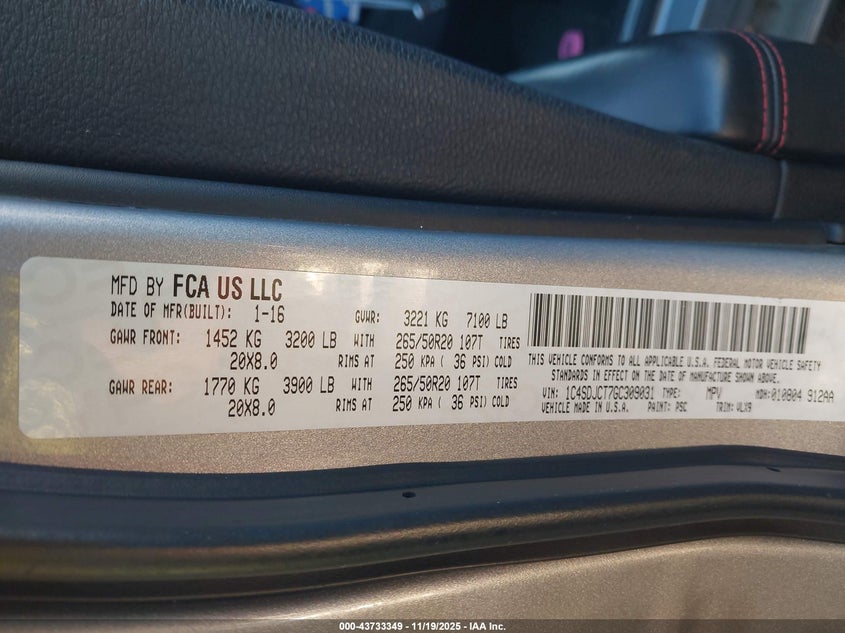 MFD BY FCA US LLC
DATE OF MFR(BUILT): 1-16 GVWR: 3221 KG 7100 LB
GAWR FRONT: 1452 KG 3200 LB WITH 265/50R20 107T TIRES
20X8.0 RIMS AT 250 KPA ( 36 PSI) COLD
GAWR REAR: 1770 KG 3900 LB WITH 265/50R20 107T TIRES
20X8.0 RIMS AT 250 KPA ( 36 PSI) COLD
THIS VEHICLE CONFORMS TO ALL APPLICABLE U.S.A. FEDERAL MOTOR VEHICLE SAFETY
STANDARDS IN EFFECT ON THE DATE OF MANUFACTURE SHOWN ABOVE.
VIN: 1C4SDJCT7GC309031 TYPE: MPV MDH: 010804 912AA
VEHICLE MADE IN U.S.A. PAINT: PSC TRIM: VLX9
000-43733349 | 11/19/2025 — IAA Inc.